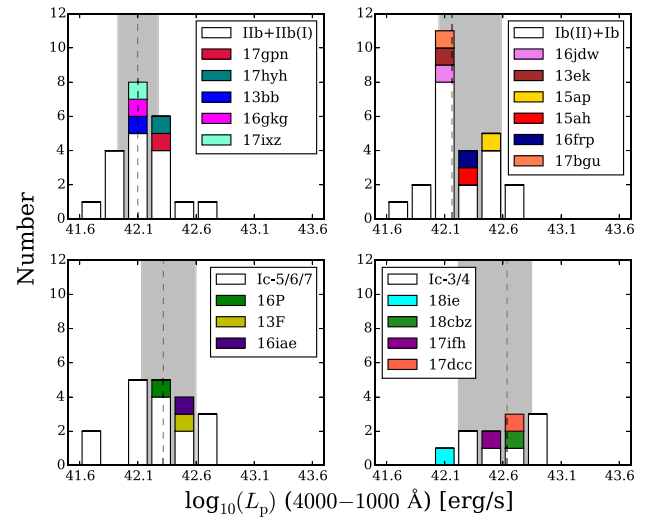 12
10
8
6
4
2
0
IIb+IIb(I)
17gpn
17hyh
13bb
16gkg
17ixz
41.6 42.1 42.6 43.1 43.6
12
10
8
6
4
2
0
Ib(II)+Ib
16jdw
13ek
15ap
15ah
16frp
17bgu
41.6 42.1 42.6 43.1 43.6
Number
12
10
8
6
4
2
0
Ic-5/6/7
16P
13F
16iae
41.6 42.1 42.6 43.1 43.6
12
10
8
6
4
2
0
Ic-3/4
18ie
18cbz
17ifh
17dcc
41.6 42.1 42.6 43.1 43.6
log₁₀(Lₚ) (4000−1000 Å) [erg/s]